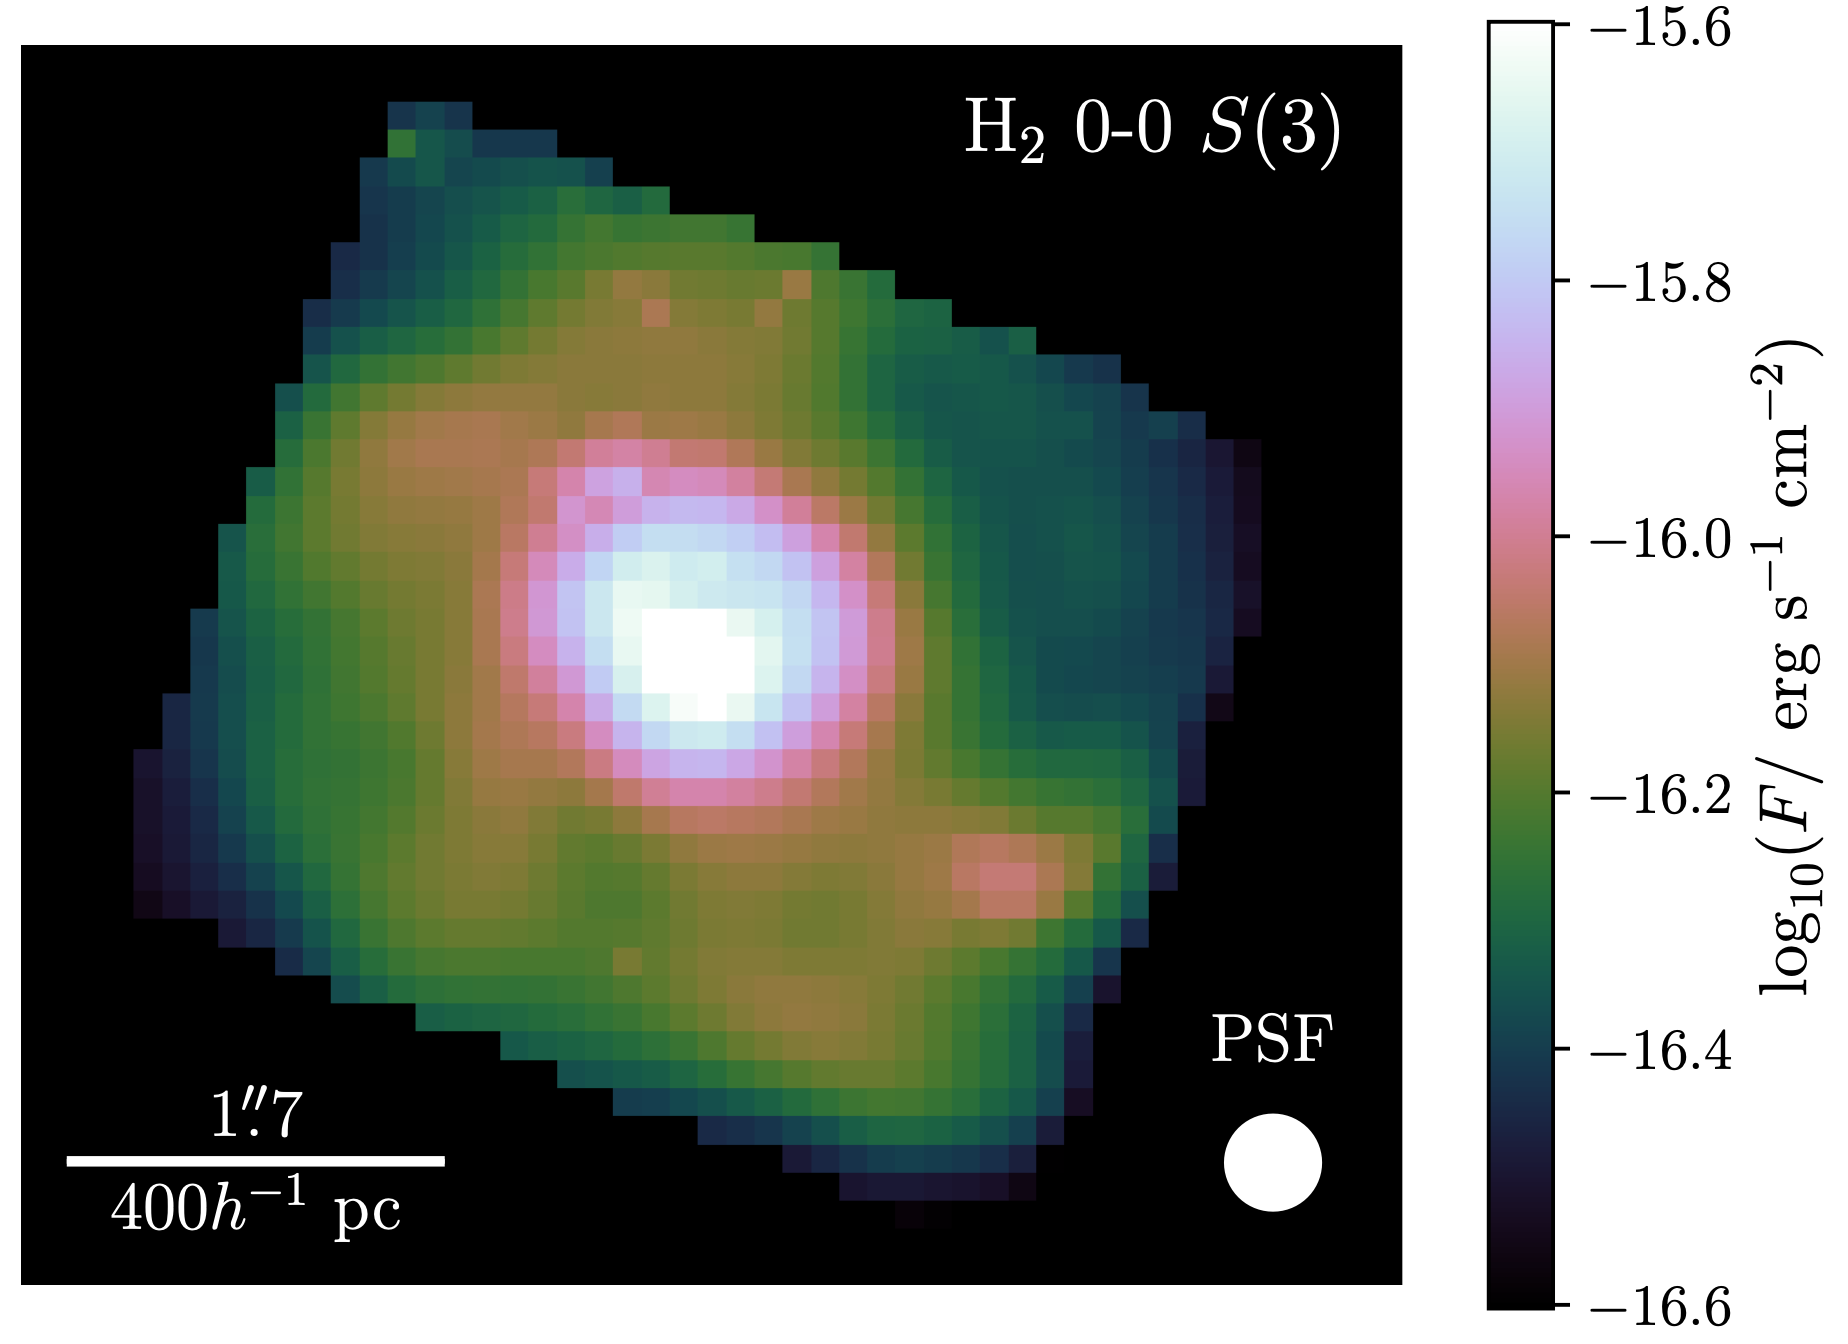 H₂ 0-0 S(3)
PSF
1″.7
400h⁻¹ pc
−15.6
−15.8
−16.0
−16.2
−16.4
−16.6
log₁₀(F/ erg s⁻¹ cm⁻²)